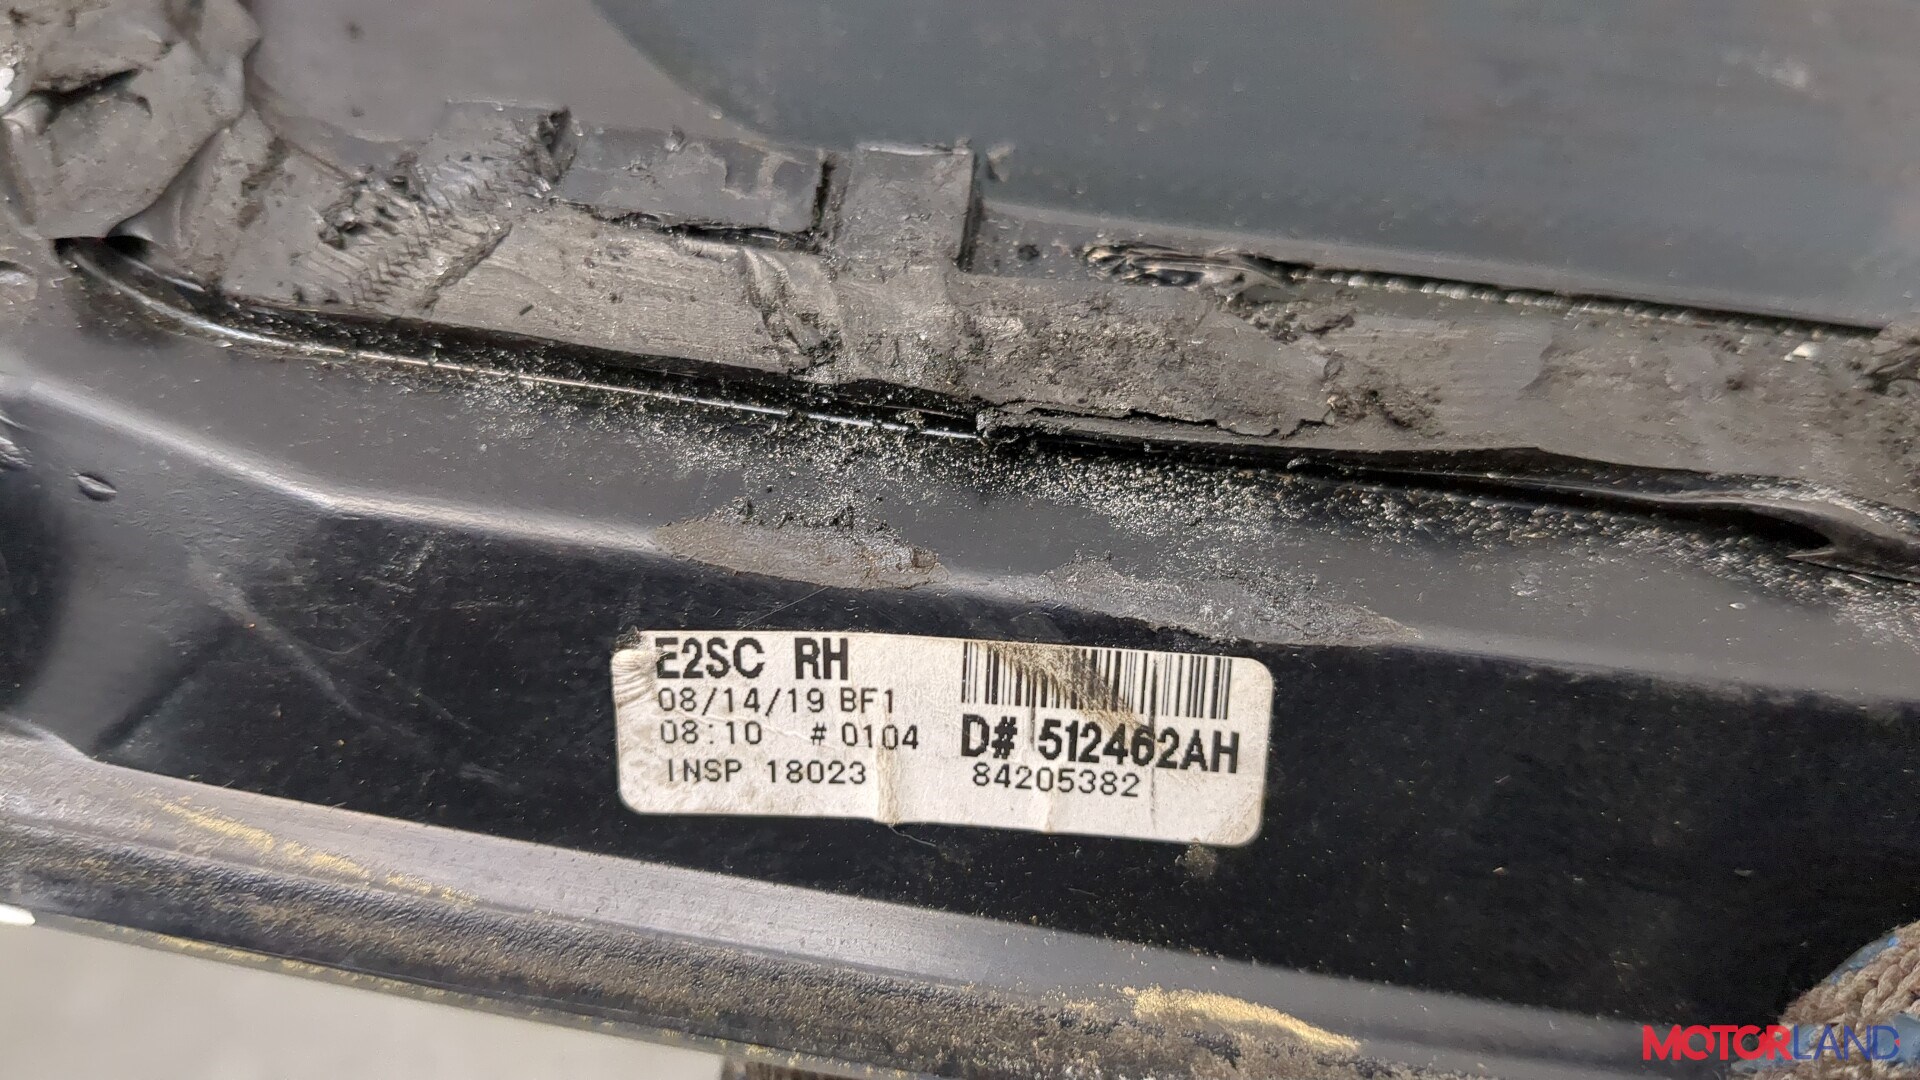 E2SC RH
08/14/19 BF1
08:10 #0104
INSP 18023
D# 512462AH
84205382
MOTORLAND